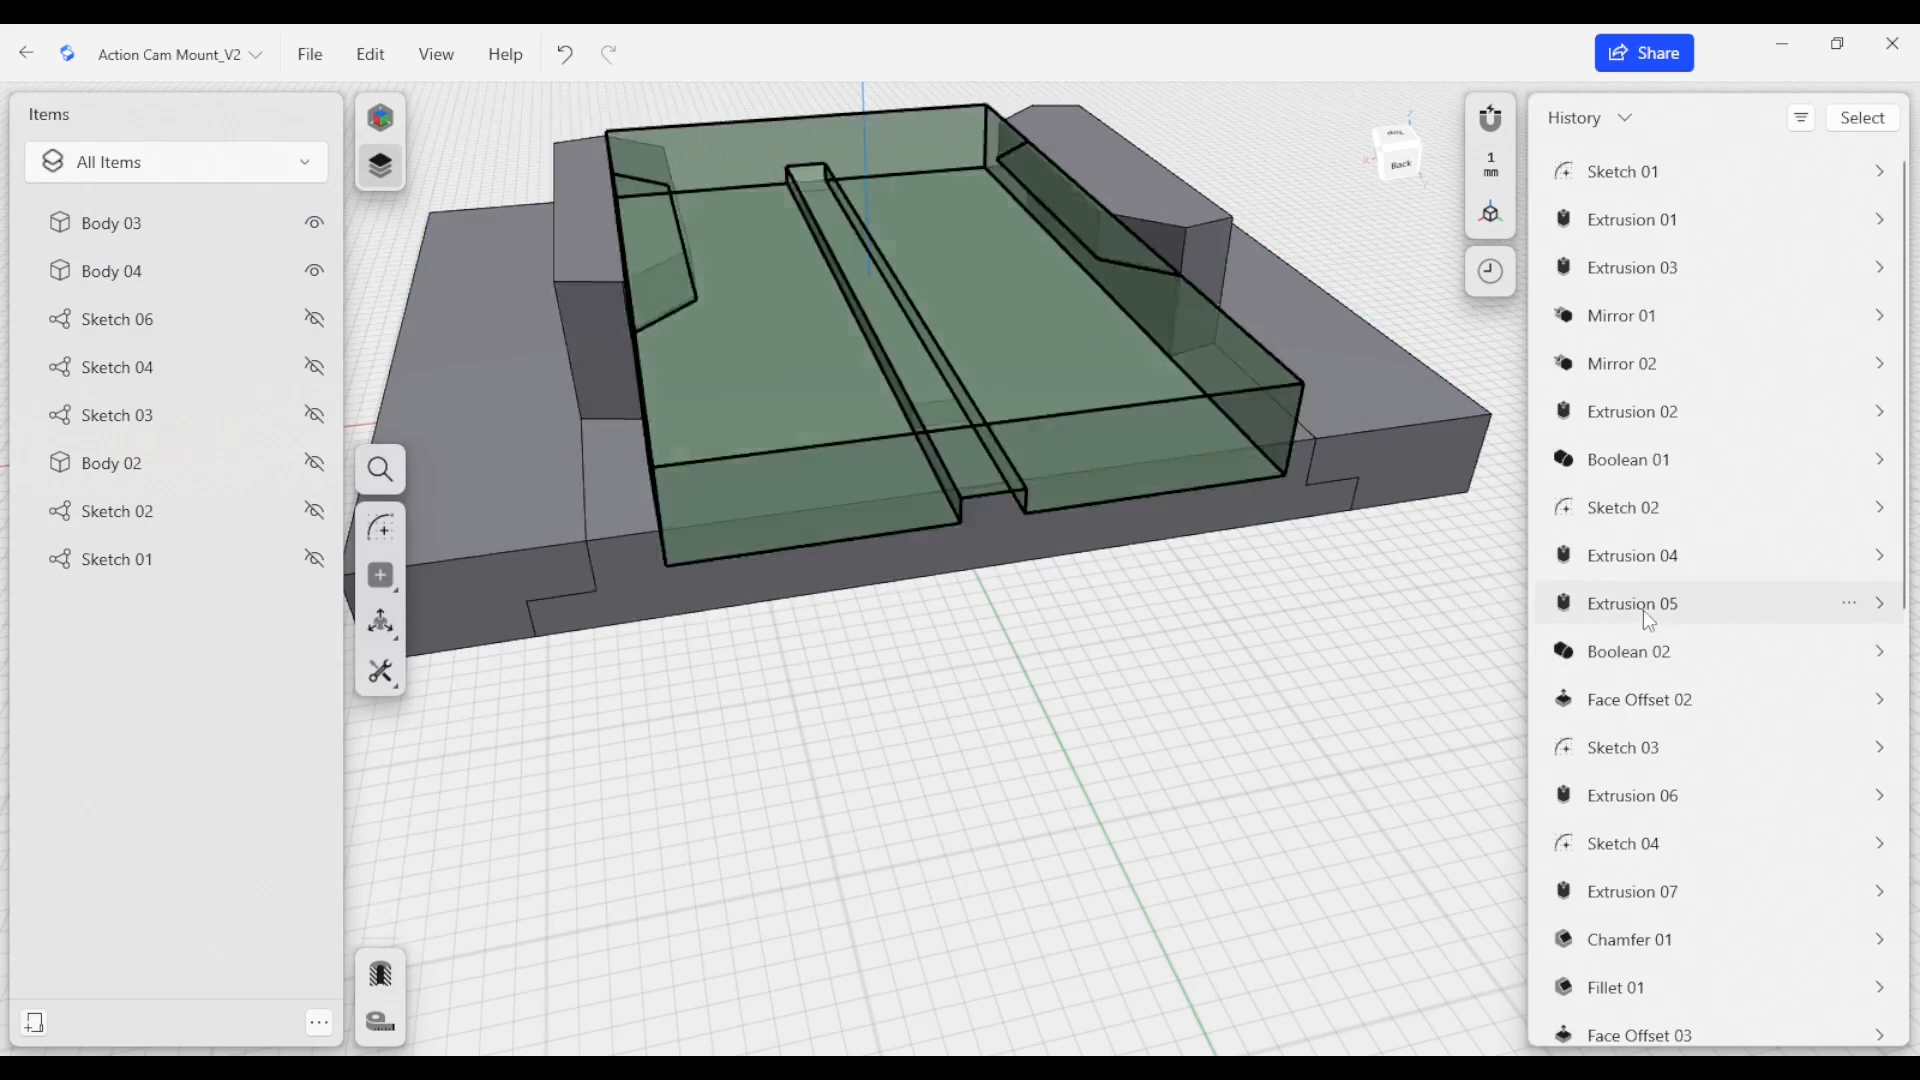 Action Cam Mount_V2
File
Edit
View
Help
Share
Items
All Items
Body 03
Body 04
Sketch 06
Sketch 04
Sketch 03
Body 02
Sketch 02
Sketch 01
Top
Back
X
Z
Y
1
mm
History
Select
Sketch 01
Extrusion 01
Extrusion 03
Mirror 01
Mirror 02
Extrusion 02
Boolean 01
Sketch 02
Extrusion 04
Extrusion 05
Boolean 02
Face Offset 02
Sketch 03
Extrusion 06
Sketch 04
Extrusion 07
Chamfer 01
Fillet 01
Face Offset 03